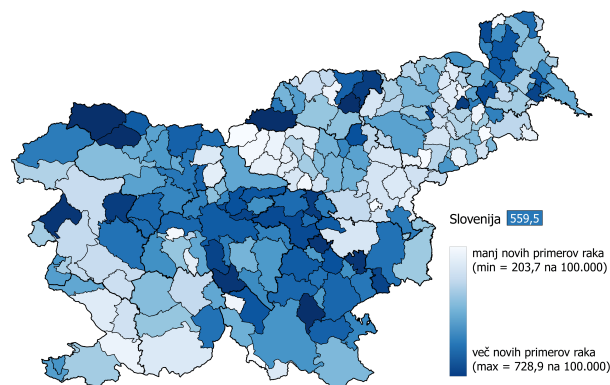 Slovenija 559,5
manj novih primerov raka
(min = 203,7 na 100.000)
več novih primerov raka
(max = 728,9 na 100.000)